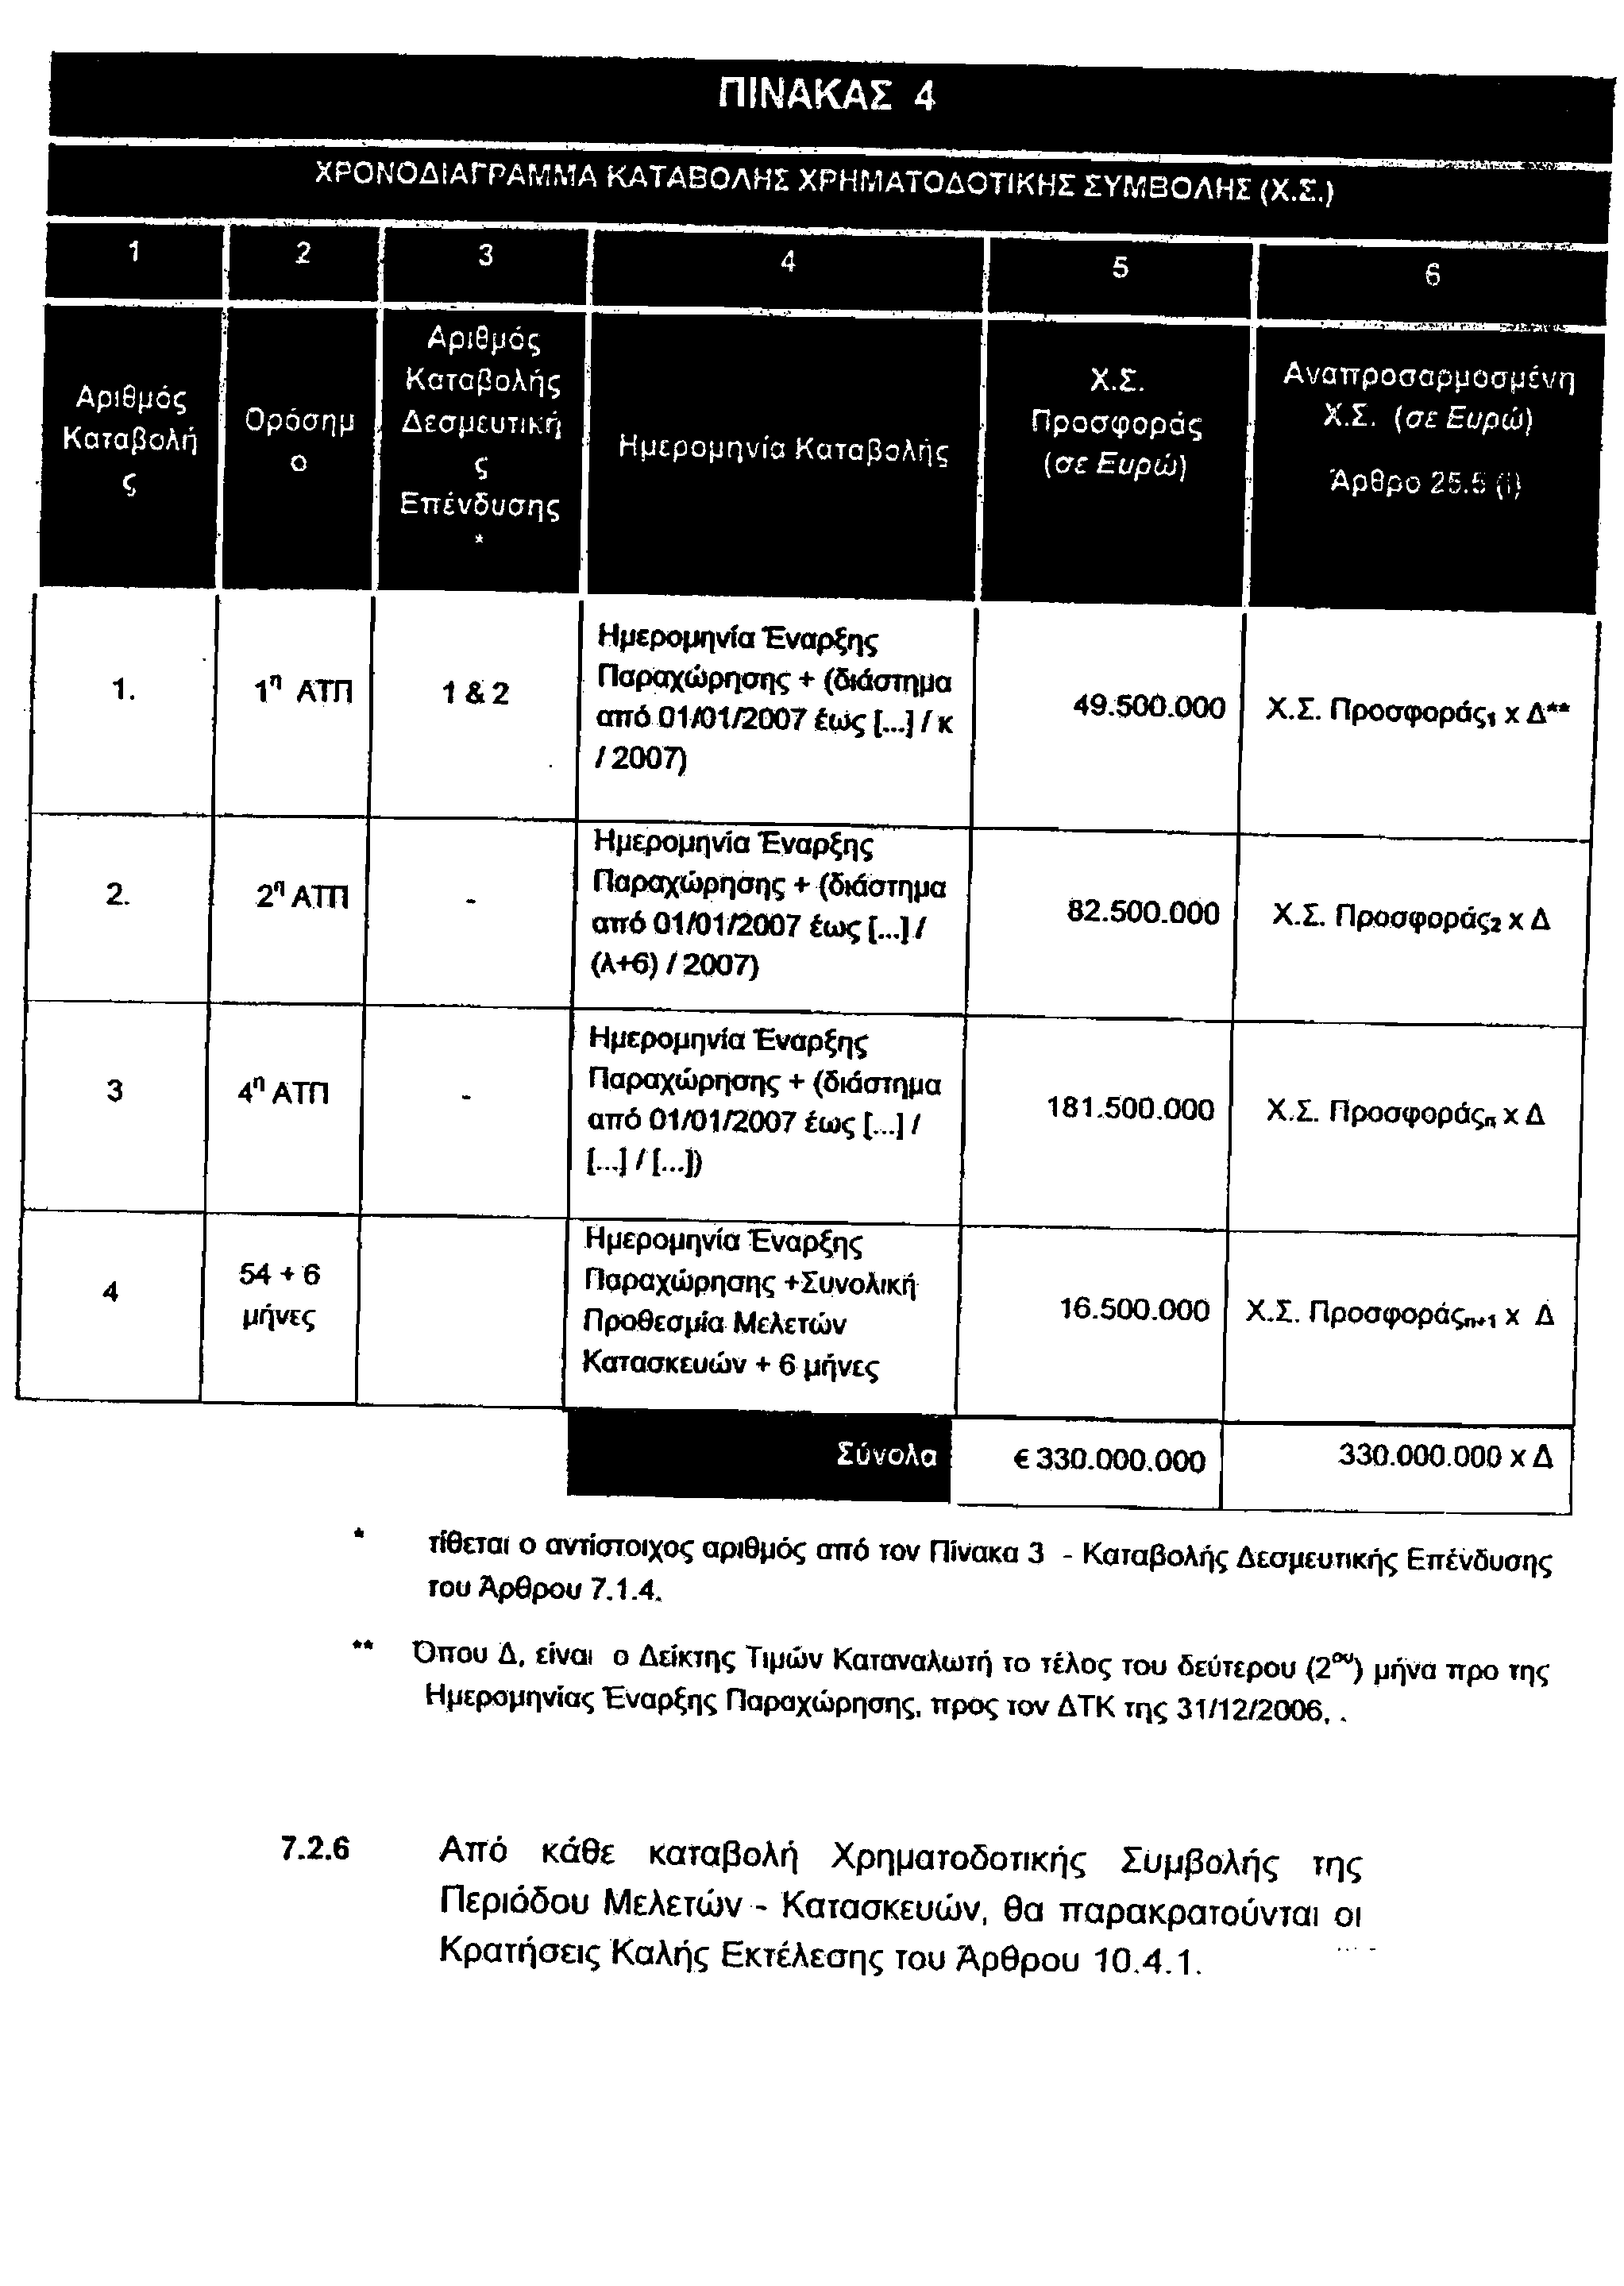 ΠΙΝΑΚΑΣ 4
ΧΡΟΝΟΔΙΑΓΡΑΜΜΑ ΚΑΤΑΒΟΛΗΣ ΧΡΗΜΑΤΟΔΟΤΙΚΗΣ ΣΥΜΒΟΛΗΣ (Χ.Σ.)
1 2 3 4 5 6
Αριθμός
Καταβολή
ς
Ορόσημ
ο
Αριθμός
Καταβολής
Δεσμευτική
ς
Επένδυσης
*
Ημερομηνία Καταβολής
Χ.Σ.
Προσφοράς
(σε Ευρώ)
Αναπροσαρμοσμένη
Χ.Σ. (σε Ευρώ)
Άρθρο 25.5 (i)
1.
1η ΑΤΠ
1 & 2
Ημερομηνία Έναρξης
Παραχώρησης + (διάστημα
από 01/01/2007 έως [...] / κ
/ 2007)
49.500.000
Χ.Σ. Προσφοράς₁ x Δ**
2.
2η ΑΤΠ
-
Ημερομηνία Έναρξης
Παραχώρησης + (διάστημα
από 01/01/2007 έως [...] /
(λ+6) / 2007)
82.500.000
Χ.Σ. Προσφοράς₂ x Δ
3
4η ΑΤΠ
-
Ημερομηνία Έναρξης
Παραχώρησης + (διάστημα
από 01/01/2007 έως [...] /
[...] / [...])
181.500.000
Χ.Σ. Προσφοράςₙ x Δ
4
54 + 6
μήνες
Ημερομηνία Έναρξης
Παραχώρησης +Συνολική
Προθεσμία Μελετών
Κατασκευών + 6 μήνες
16.500.000
Χ.Σ. Προσφοράςₙ₊₁ x Δ
Σύνολα € 330.000.000 330.000.000 x Δ
* τίθεται ο αντίστοιχος αριθμός από τον Πίνακα 3 - Καταβολής Δεσμευτικής Επένδυσης
του Άρθρου 7.1.4.
** Όπου Δ, είναι ο Δείκτης Τιμών Καταναλωτή το τέλος του δεύτερου (2ου) μήνα προ της
Ημερομηνίας Έναρξης Παραχώρησης, προς τον ΔΤΚ της 31/12/2006, .
7.2.6 Από κάθε καταβολή Χρηματοδοτικής Συμβολής της
Περιόδου Μελετών - Κατασκευών, θα παρακρατούνται οι
Κρατήσεις Καλής Εκτέλεσης του Άρθρου 10.4.1.